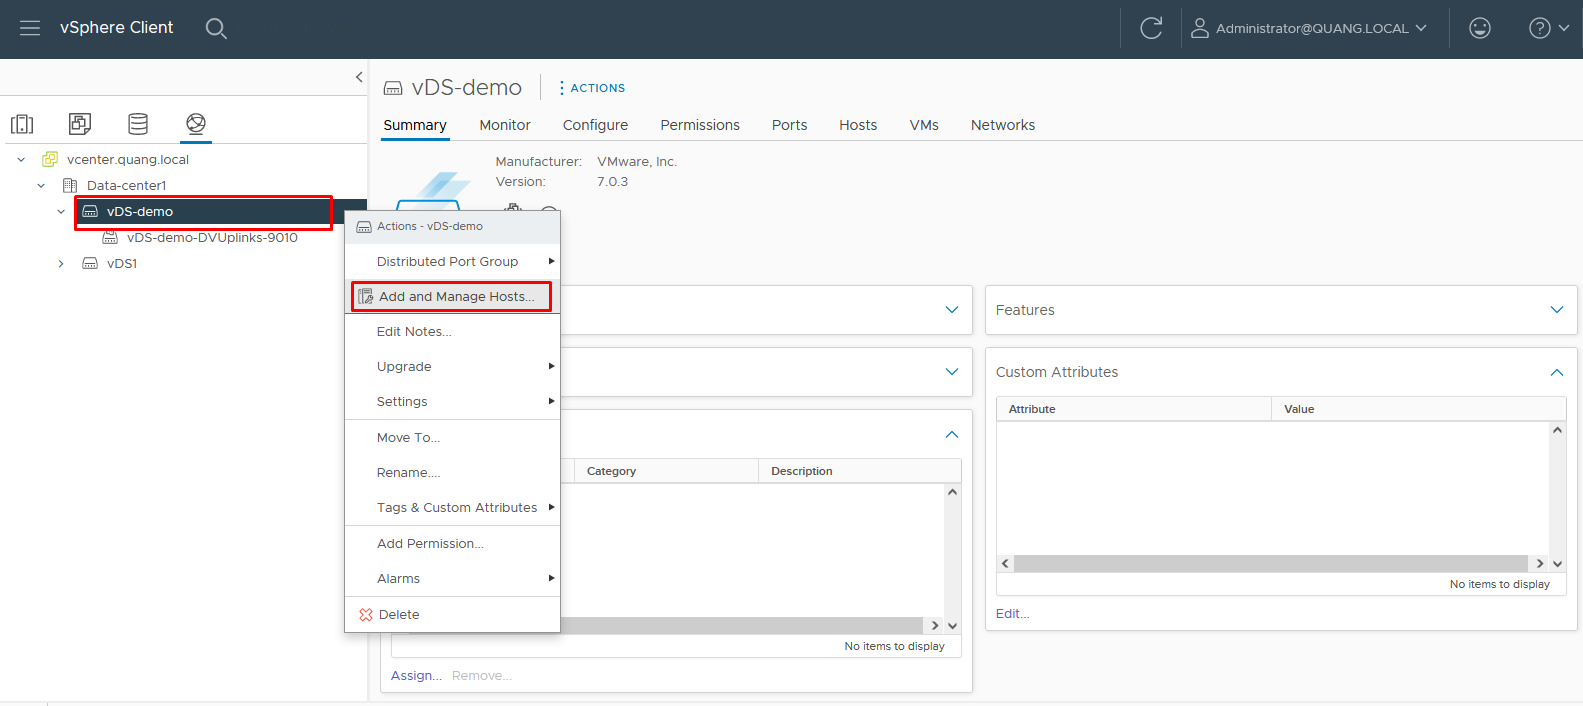 vSphere Client
Administrator@QUANG.LOCAL
vcenter.quang.local
Data-center1
vDS-demo
vDS-demo-DVUplinks-9010
vDS1
vDS-demo
ACTIONS
Summary Monitor Configure Permissions Ports Hosts VMs Networks
Manufacturer: VMware, Inc.
Version: 7.0.3
Actions - vDS-demo
Distributed Port Group
Add and Manage Hosts...
Edit Notes...
Upgrade
Settings
Move To...
Rename....
Tags & Custom Attributes
Add Permission...
Alarms
Delete
Category Description
No items to display
Assign... Remove...
Features
Custom Attributes
Attribute Value
No items to display
Edit...